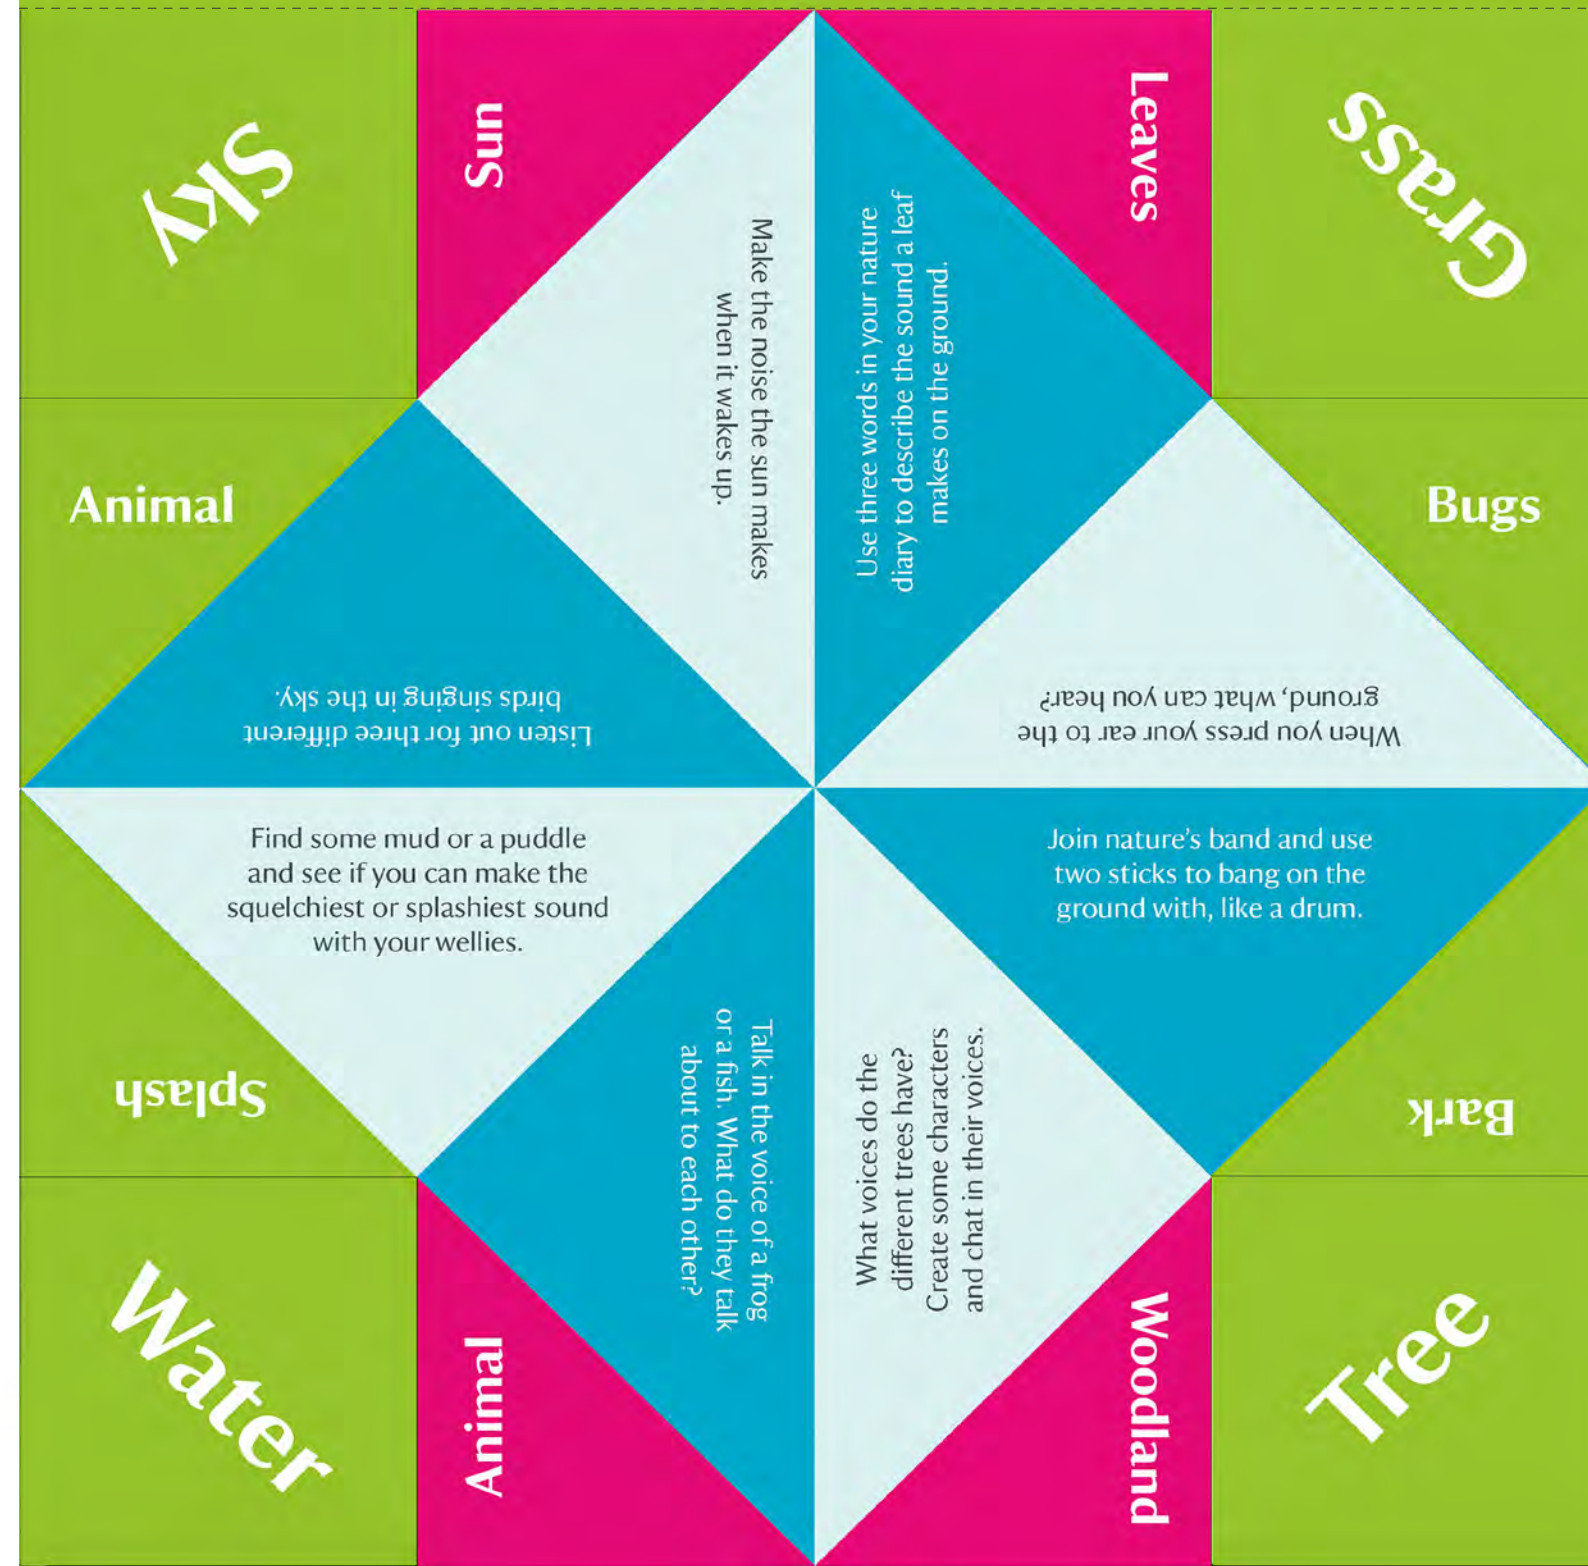 Sky
Sun
Leaves
Grass
Make the noise the sun makes
when it wakes up.
Use three words in your nature
diary to describe the sound a leaf
makes on the ground.
Animal
Bugs
Listen out for three different
birds singing in the sky.
When you press your ear to the
ground, what can you hear?
Find some mud or a puddle
and see if you can make the
squelchiest or splashiest sound
with your wellies.
Join nature’s band and use
two sticks to bang on the
ground with, like a drum.
Splash
Talk in the voice of a frog
or a fish. What do they talk
about to each other?
What voices do the
different trees have?
Create some characters
and chat in their voices.
Bark
Water
Animal
Woodland
Tree